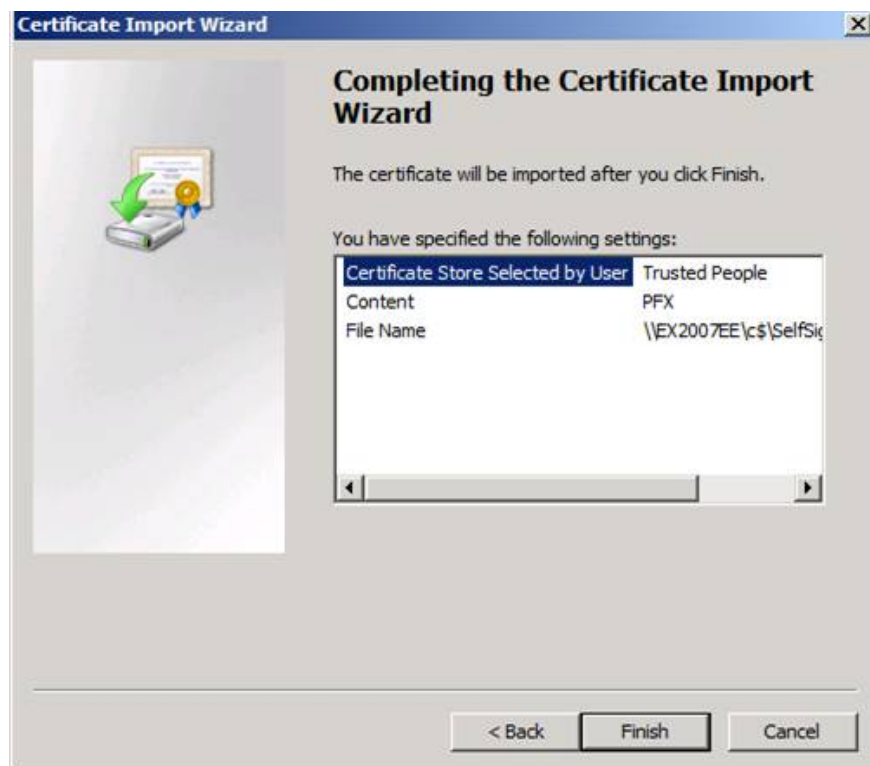 Certificate Import Wizard
Completing the Certificate Import
Wizard
The certificate will be imported after you click Finish.
You have specified the following settings:
Certificate Store Selected by User Trusted People
Content PFX
File Name \\EX2007EE\c$\SelfSig
< Back Finish Cancel